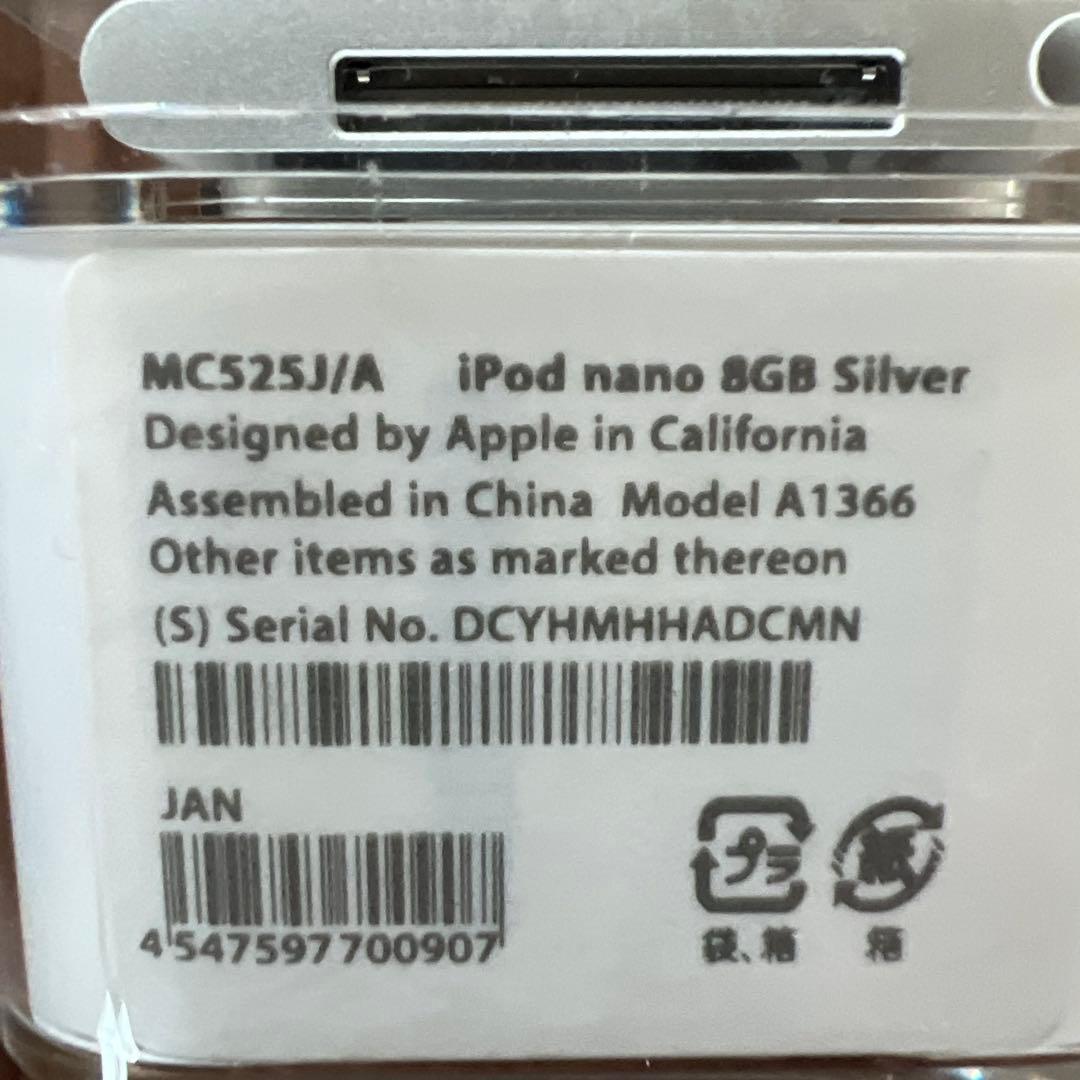 MC525J/A iPod nano 8GB Silver
Designed by Apple in California
Assembled in China Model A1366
Other items as marked thereon
(S) Serial No. DCYHMHHADCMN
JAN
4547597700907
プラ 紙
袋、箱 箱